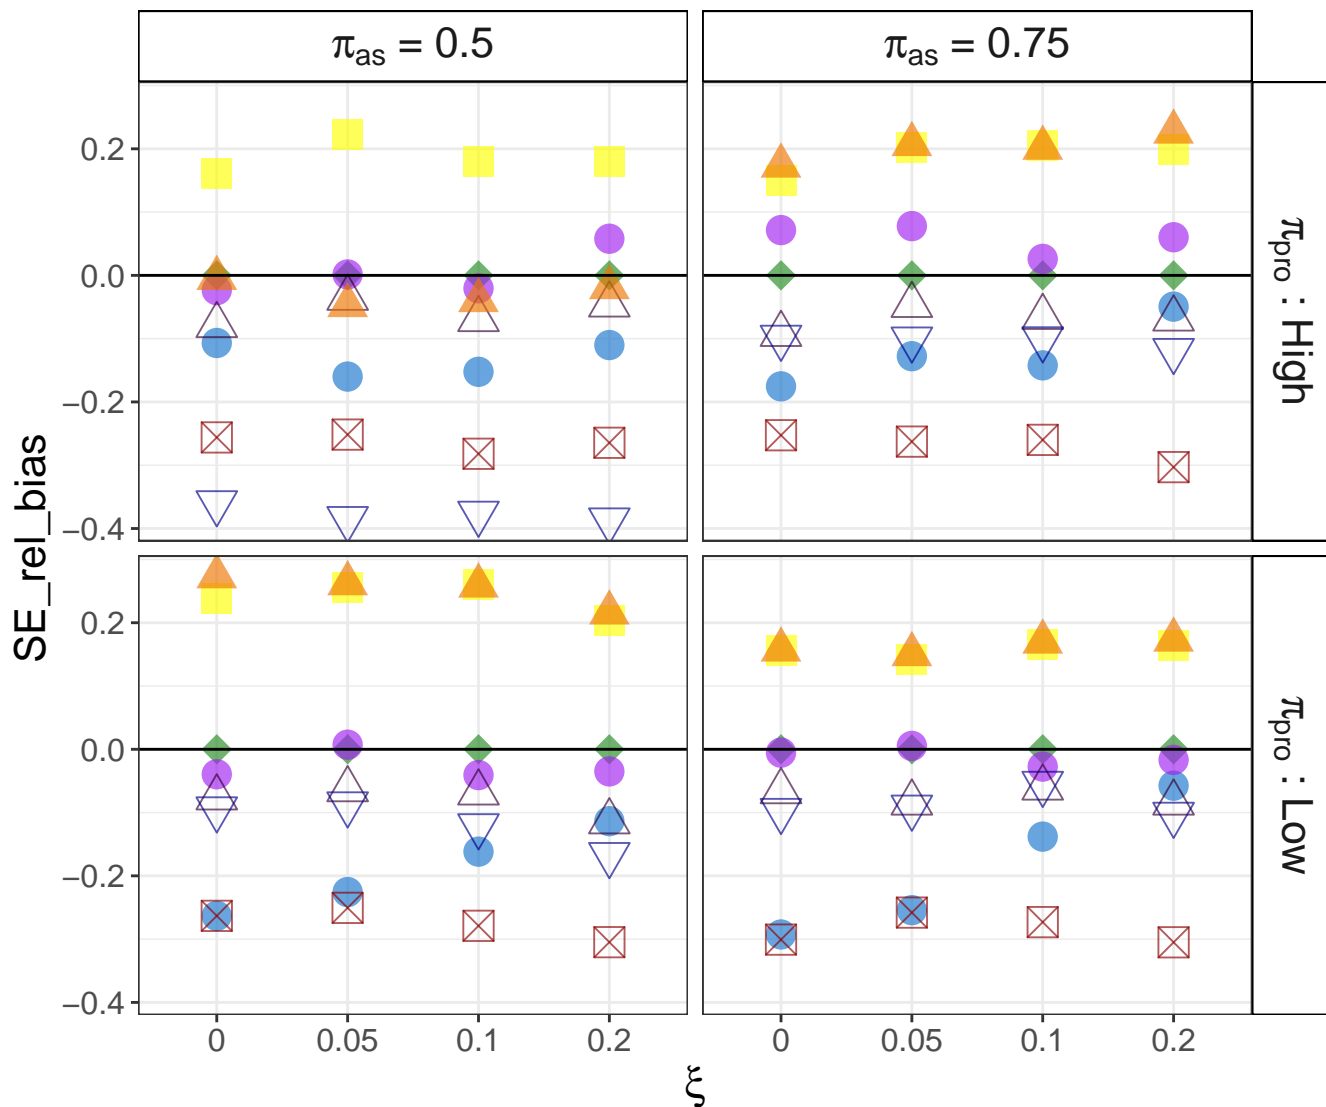 π_as = 0.5
π_as = 0.75
SE_rel_bias
0.2
0.0
−0.2
−0.4
π_pro : High
0.2
0.0
−0.2
−0.4
π_pro : Low
0 0.05 0.1 0.2
0 0.05 0.1 0.2
ξ